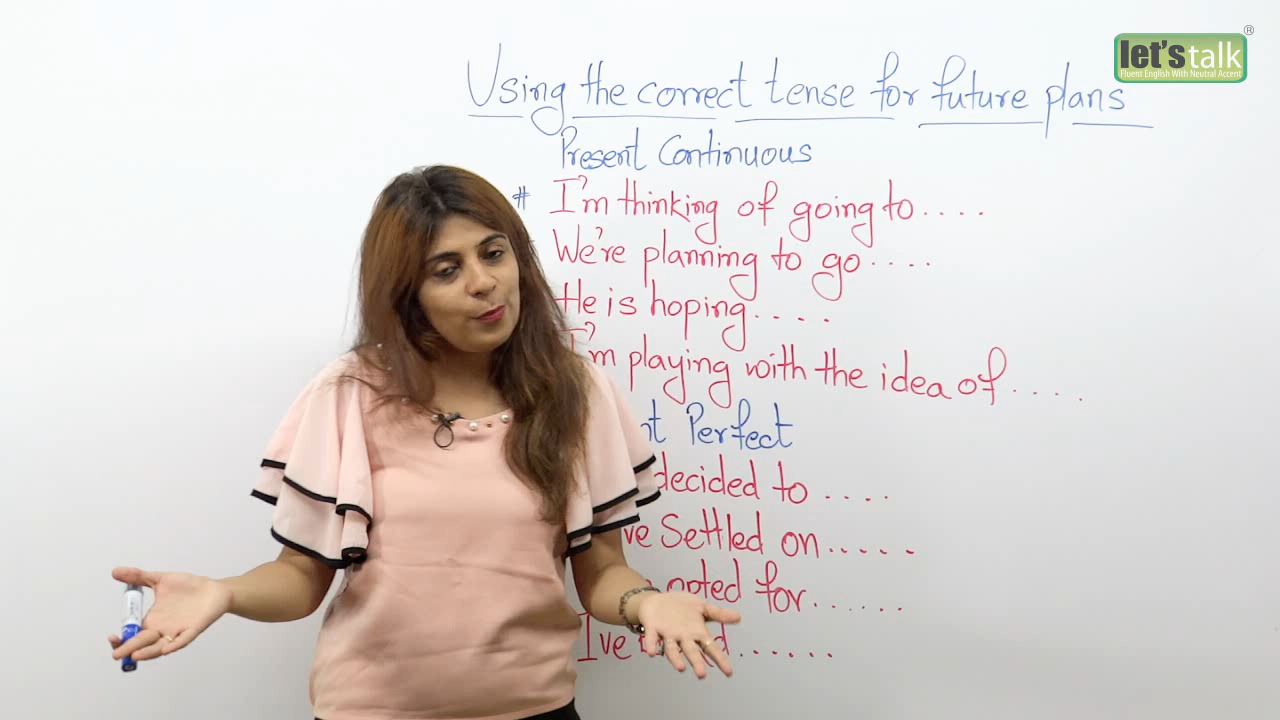 let's talk ®
Fluent English With Neutral Accent
Using the correct tense for future plans
Present Continuous
# I'm thinking of going to....
We're planning to go....
He is hoping....
I'm playing with the idea of....
Perfect
decided to....
Settled on.....
opted for......
I've ......